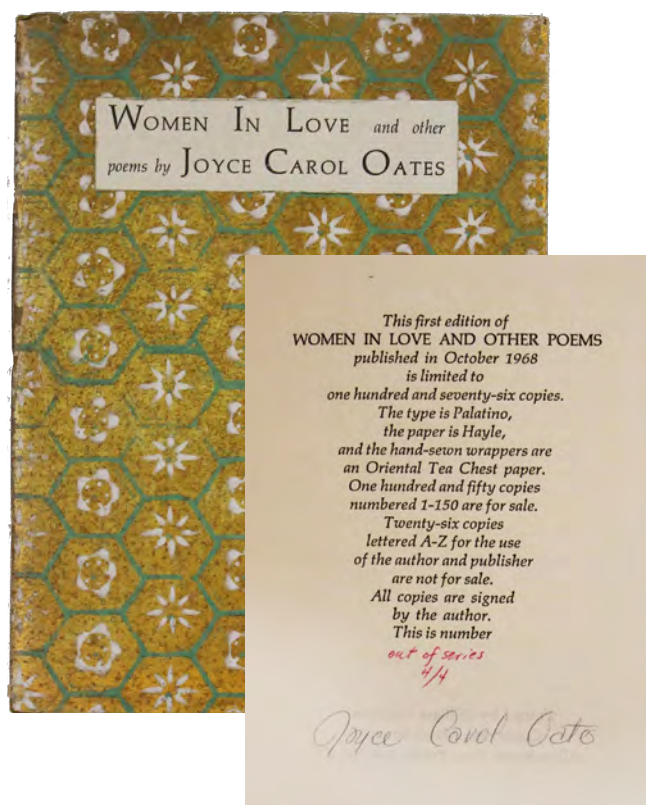 WOMEN IN LOVE and other
poems by JOYCE CAROL OATES
This first edition of
WOMEN IN LOVE AND OTHER POEMS
published in October 1968
is limited to
one hundred and seventy-six copies.
The type is Palatino,
the paper is Hayle,
and the hand-sewn wrappers are
an Oriental Tea Chest paper.
One hundred and fifty copies
numbered 1-150 are for sale.
Twenty-six copies
lettered A-Z for the use
of the author and publisher
are not for sale.
All copies are signed
by the author.
This is number
out of series
4/4
Joyce Carol Oates